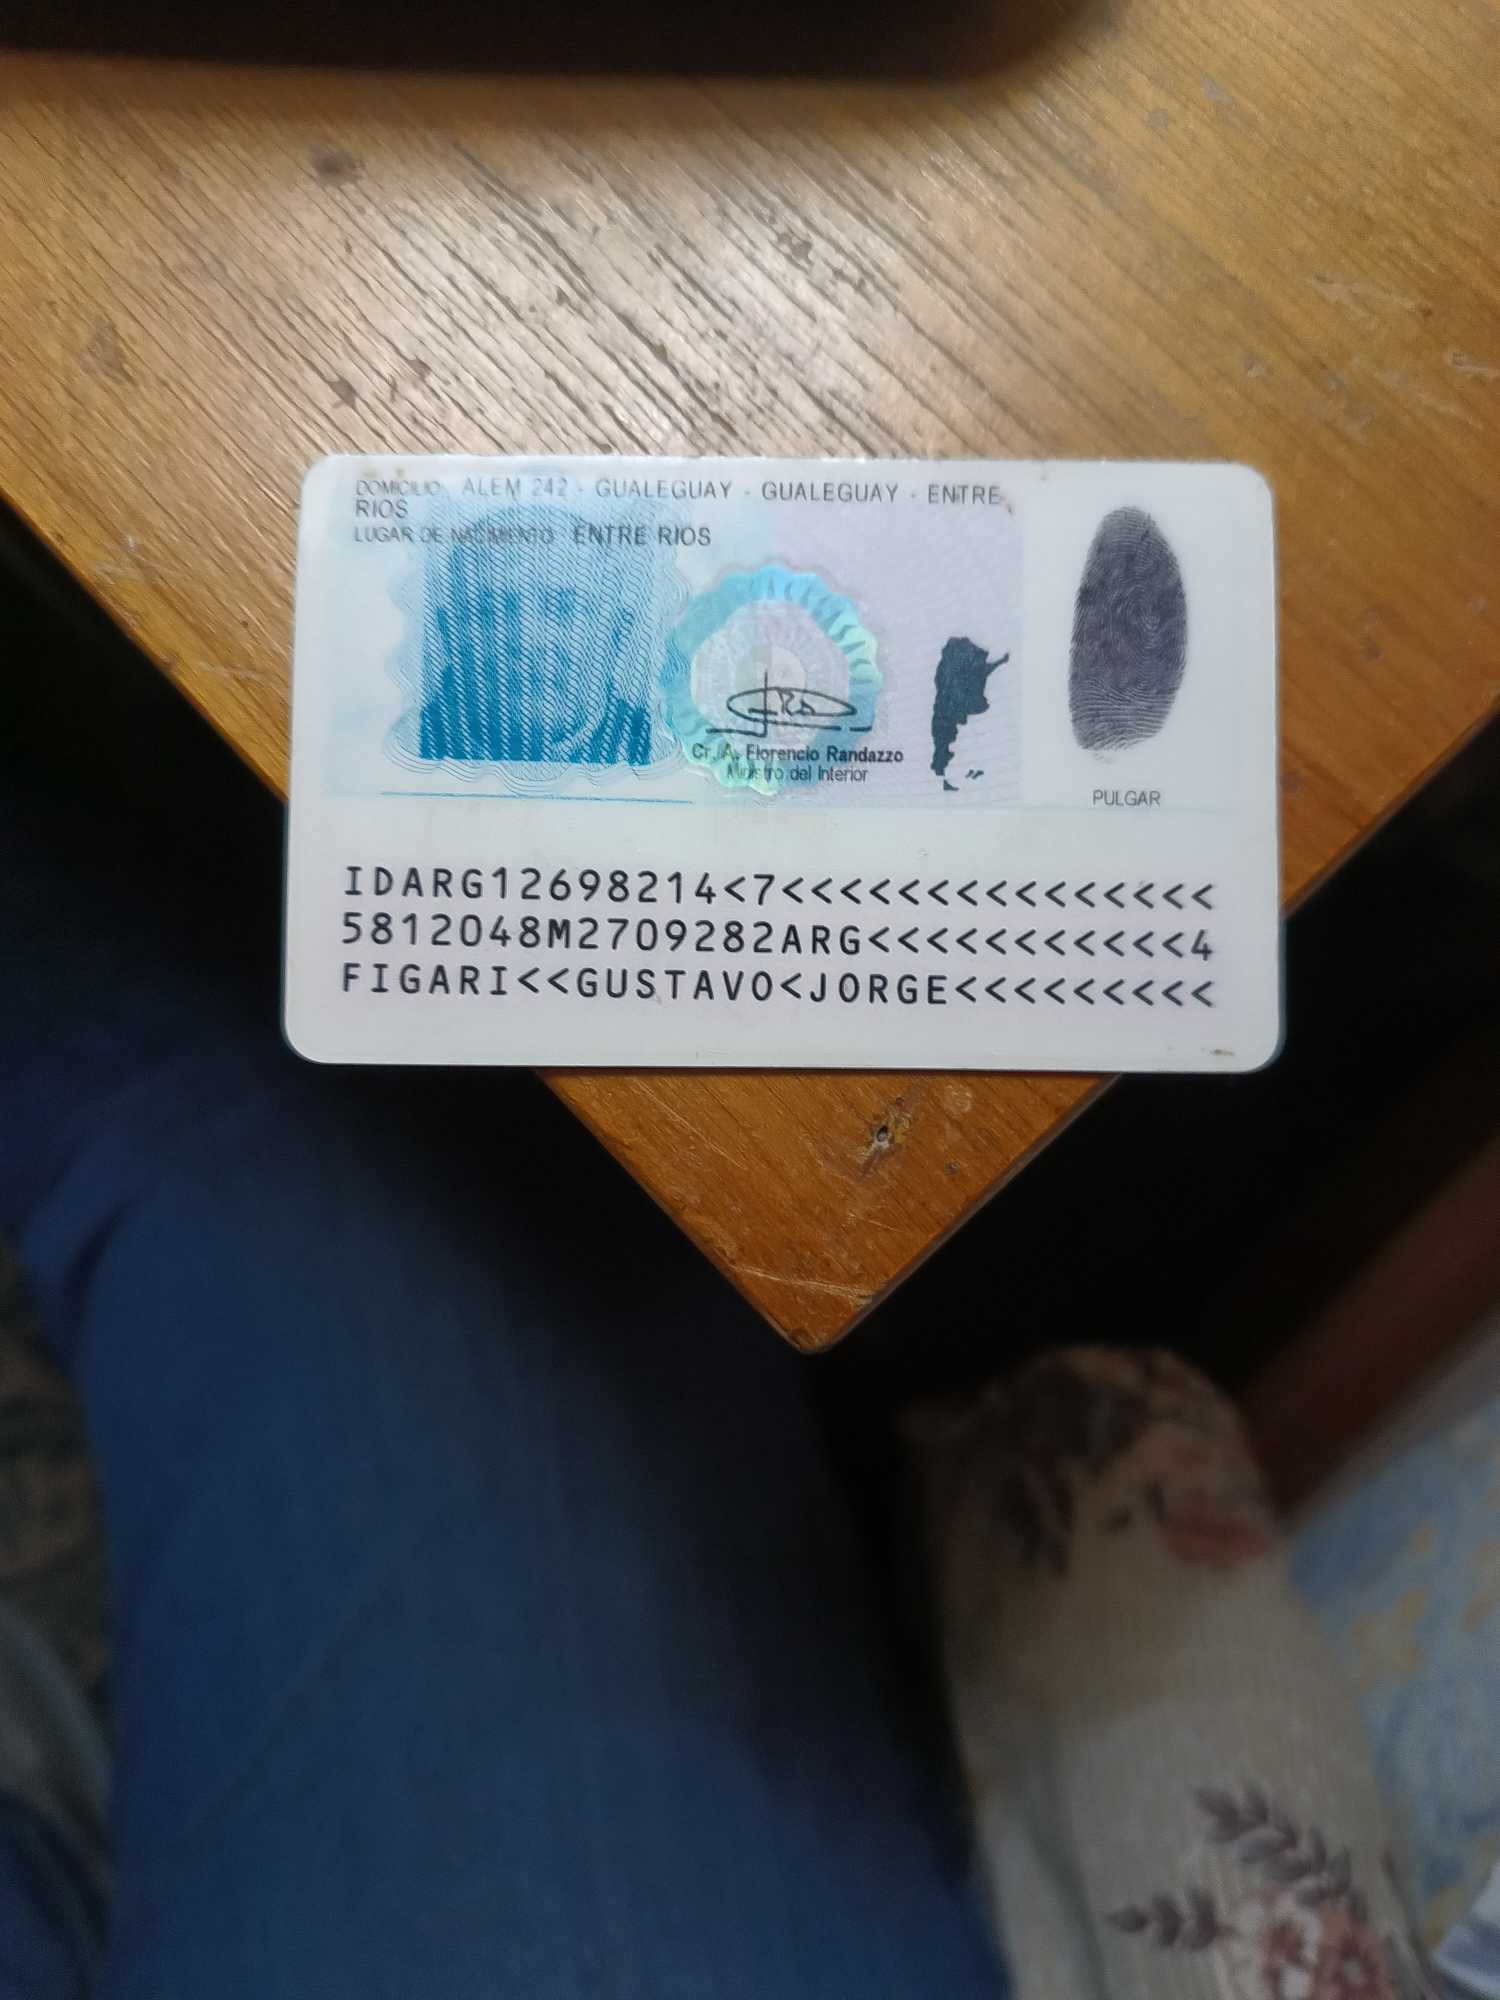 DOMICILIO: ALEM 242 - GUALEGUAY - GUALEGUAY - ENTRE
RIOS
LUGAR DE NACIMIENTO: ENTRE RIOS
Cr. A. Florencio Randazzo
Ministro del Interior
PULGAR
IDARG12698214<7<<<<<<<<<<<<<<<
5812048M2709282ARG<<<<<<<<<<<4
FIGARI<<GUSTAVO<JORGE<<<<<<<<<